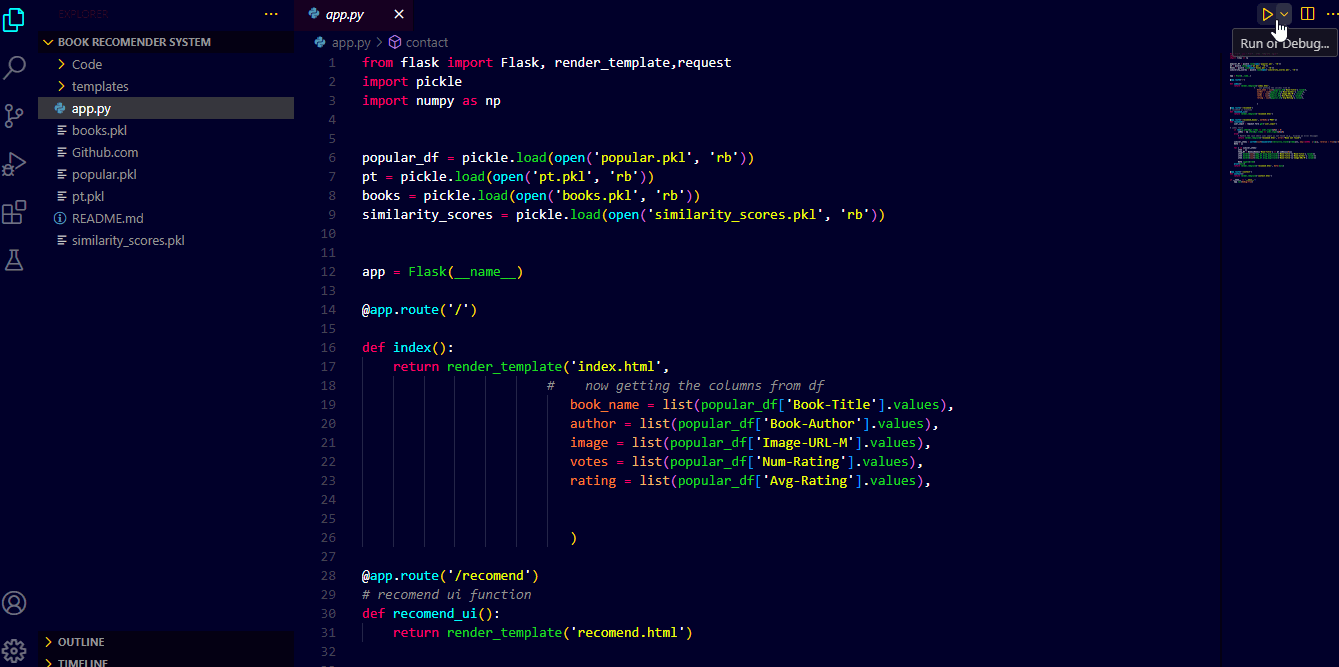 EXPLORER
BOOK RECOMENDER SYSTEM
Code
templates
app.py
books.pkl
Github.com
popular.pkl
pt.pkl
README.md
similarity_scores.pkl
OUTLINE
TIMELINE
app.py
Run or Debug...
app.py > contact
1 from flask import Flask, render_template,request
2 import pickle
3 import numpy as np
4
5
6 popular_df = pickle.load(open('popular.pkl', 'rb'))
7 pt = pickle.load(open('pt.pkl', 'rb'))
8 books = pickle.load(open('books.pkl', 'rb'))
9 similarity_scores = pickle.load(open('similarity_scores.pkl', 'rb'))
10
11
12 app = Flask(__name__)
13
14 @app.route('/')
15
16 def index():
17 return render_template('index.html',
18 # now getting the columns from df
19 book_name = list(popular_df['Book-Title'].values),
20 author = list(popular_df['Book-Author'].values),
21 image = list(popular_df['Image-URL-M'].values),
22 votes = list(popular_df['Num-Rating'].values),
23 rating = list(popular_df['Avg-Rating'].values),
24
25
26 )
27
28 @app.route('/recomend')
29 # recomend ui function
30 def recomend_ui():
31 return render_template('recomend.html')
32